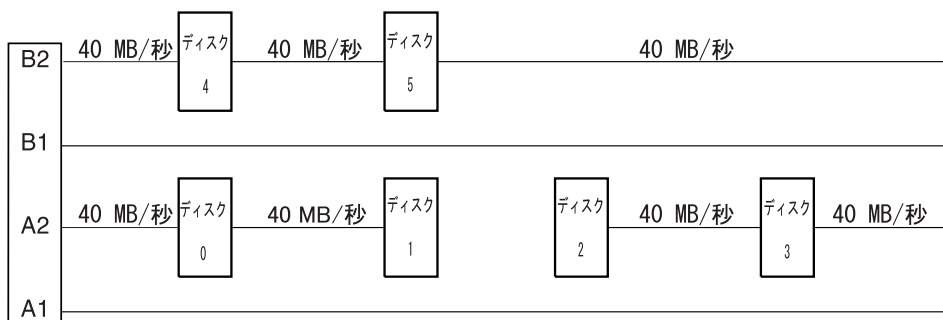 B2 40 MB/秒 ディスク 4 40 MB/秒 ディスク 5 40 MB/秒
B1
A2 40 MB/秒 ディスク 0 40 MB/秒 ディスク 1 ディスク 2 40 MB/秒 ディスク 3 40 MB/秒
A1